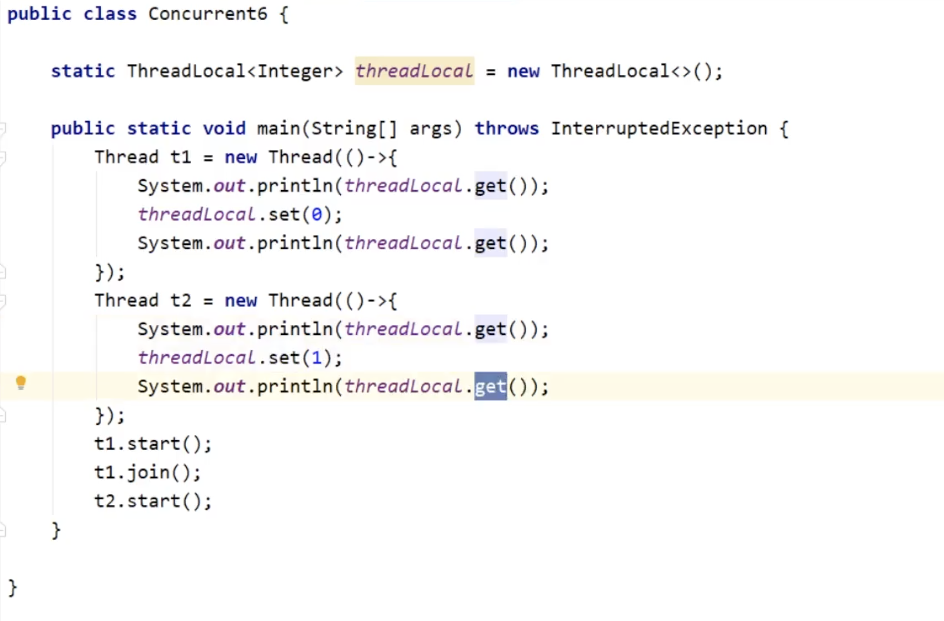 public class Concurrent6 {
static ThreadLocal<Integer> threadLocal = new ThreadLocal<>();
public static void main(String[] args) throws InterruptedException {
Thread t1 = new Thread(()->{
System.out.println(threadLocal.get());
threadLocal.set(0);
System.out.println(threadLocal.get());
});
Thread t2 = new Thread(()->{
System.out.println(threadLocal.get());
threadLocal.set(1);
System.out.println(threadLocal.get());
});
t1.start();
t1.join();
t2.start();
}
}